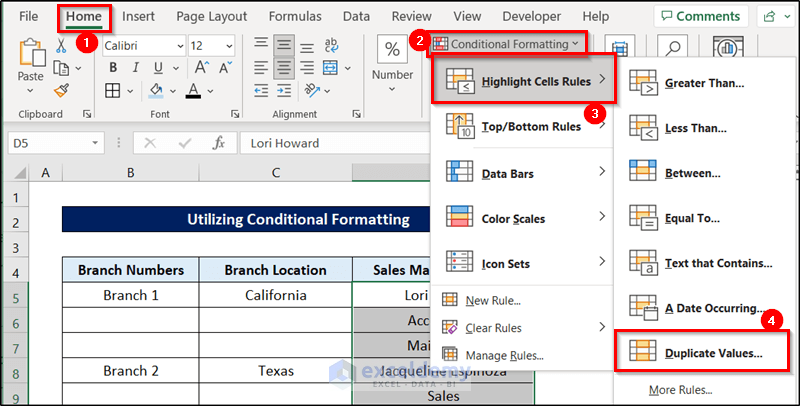 File Home Insert Page Layout Formulas Data Review View Developer Help Comments
1
2
Paste
Clipboard
Calibri 12
B I U A A
Font
Alignment
%
Number
Conditional Formatting
Highlight Cells Rules
3
Top/Bottom Rules
Data Bars
Color Scales
Icon Sets
New Rule...
Clear Rules
Manage Rules...
Greater Than...
Less Than...
Between...
Equal To...
Text that Contains...
A Date Occurring...
4
Duplicate Values...
More Rules...
D5 fx Lori Howard
A B C
1
2 Utilizing Conditional Formatting
3
4 Branch Numbers Branch Location Sales Ma
5 Branch 1 California Lori
6 Acc
7 Mai
8 Branch 2 Texas Jacqueline Espinoza
9 Sales
exceldemy
EXCEL - DATA - BI